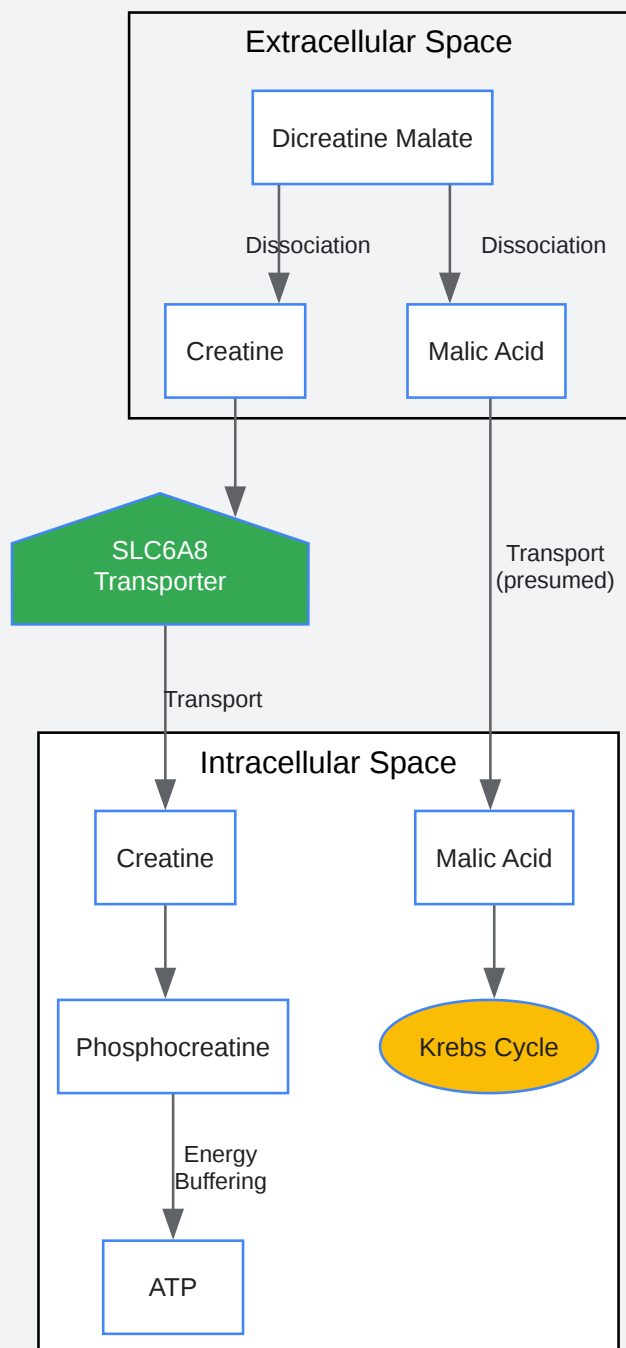 Extracellular Space
Dicreatine Malate
Dissociation
Dissociation
Creatine
Malic Acid
SLC6A8
Transporter
Transport
(presumed)
Transport
Intracellular Space
Creatine
Malic Acid
Phosphocreatine
Krebs Cycle
Energy
Buffering
ATP